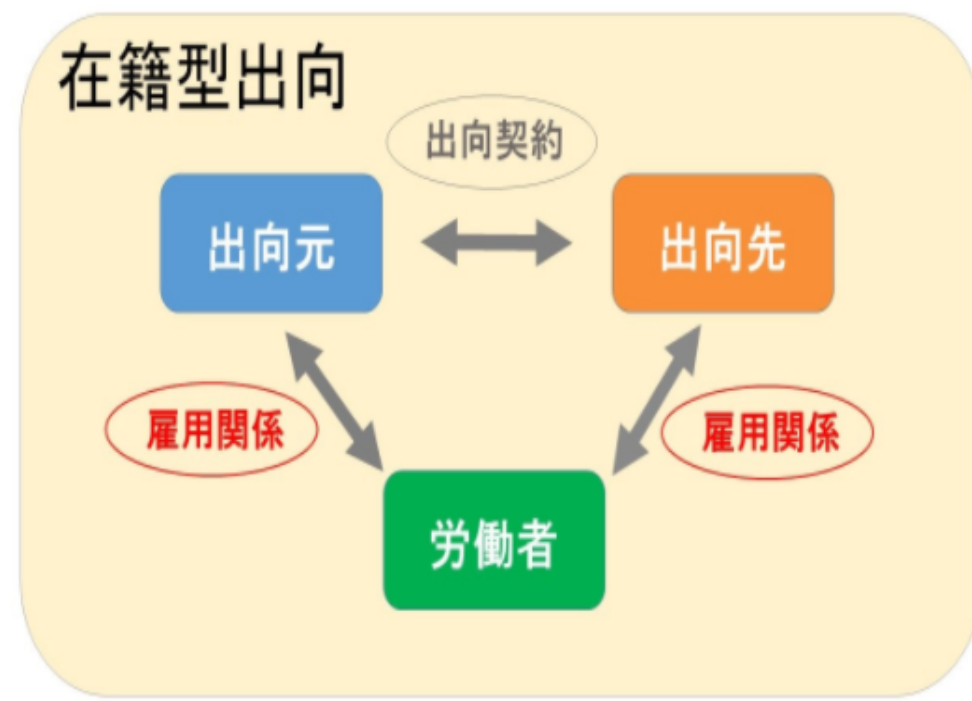 在籍型出向
出向契約
出向元
出向先
雇用関係
雇用関係
労働者